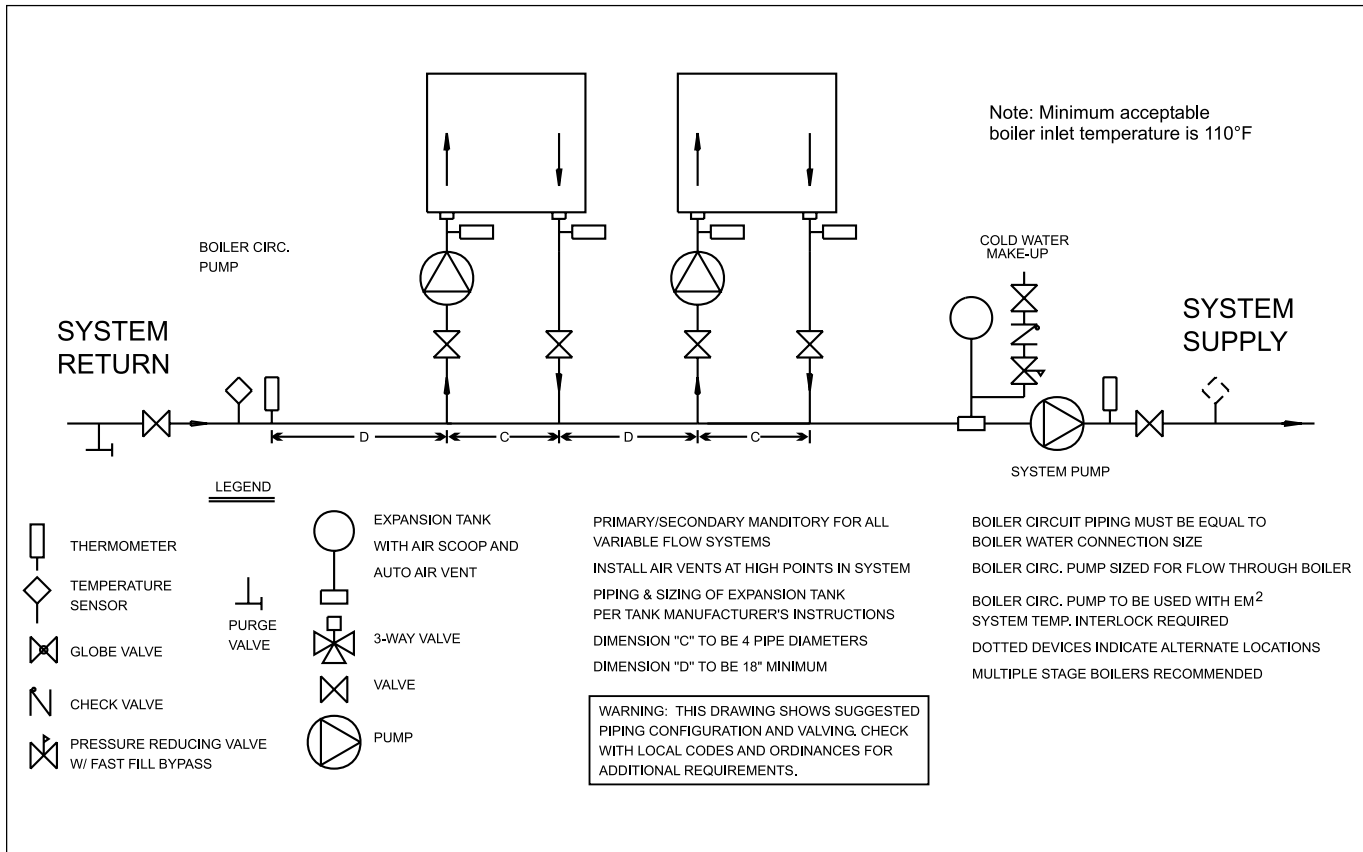 Note: Minimum acceptable
boiler inlet temperature is 110°F
BOILER CIRC.
PUMP
COLD WATER
MAKE-UP
SYSTEM
RETURN
SYSTEM
SUPPLY
D
C
D
C
SYSTEM PUMP
LEGEND
THERMOMETER
TEMPERATURE
SENSOR
GLOBE VALVE
CHECK VALVE
PRESSURE REDUCING VALVE
W/ FAST FILL BYPASS
PURGE
VALVE
EXPANSION TANK
WITH AIR SCOOP AND
AUTO AIR VENT
3-WAY VALVE
VALVE
PUMP
PRIMARY/SECONDARY MANDITORY FOR ALL
VARIABLE FLOW SYSTEMS
INSTALL AIR VENTS AT HIGH POINTS IN SYSTEM
PIPING & SIZING OF EXPANSION TANK
PER TANK MANUFACTURER'S INSTRUCTIONS
DIMENSION "C" TO BE 4 PIPE DIAMETERS
DIMENSION "D" TO BE 18" MINIMUM
WARNING: THIS DRAWING SHOWS SUGGESTED
PIPING CONFIGURATION AND VALVING. CHECK
WITH LOCAL CODES AND ORDINANCES FOR
ADDITIONAL REQUIREMENTS.
BOILER CIRCUIT PIPING MUST BE EQUAL TO
BOILER WATER CONNECTION SIZE
BOILER CIRC. PUMP SIZED FOR FLOW THROUGH BOILER
BOILER CIRC. PUMP TO BE USED WITH EM²
SYSTEM TEMP. INTERLOCK REQUIRED
DOTTED DEVICES INDICATE ALTERNATE LOCATIONS
MULTIPLE STAGE BOILERS RECOMMENDED